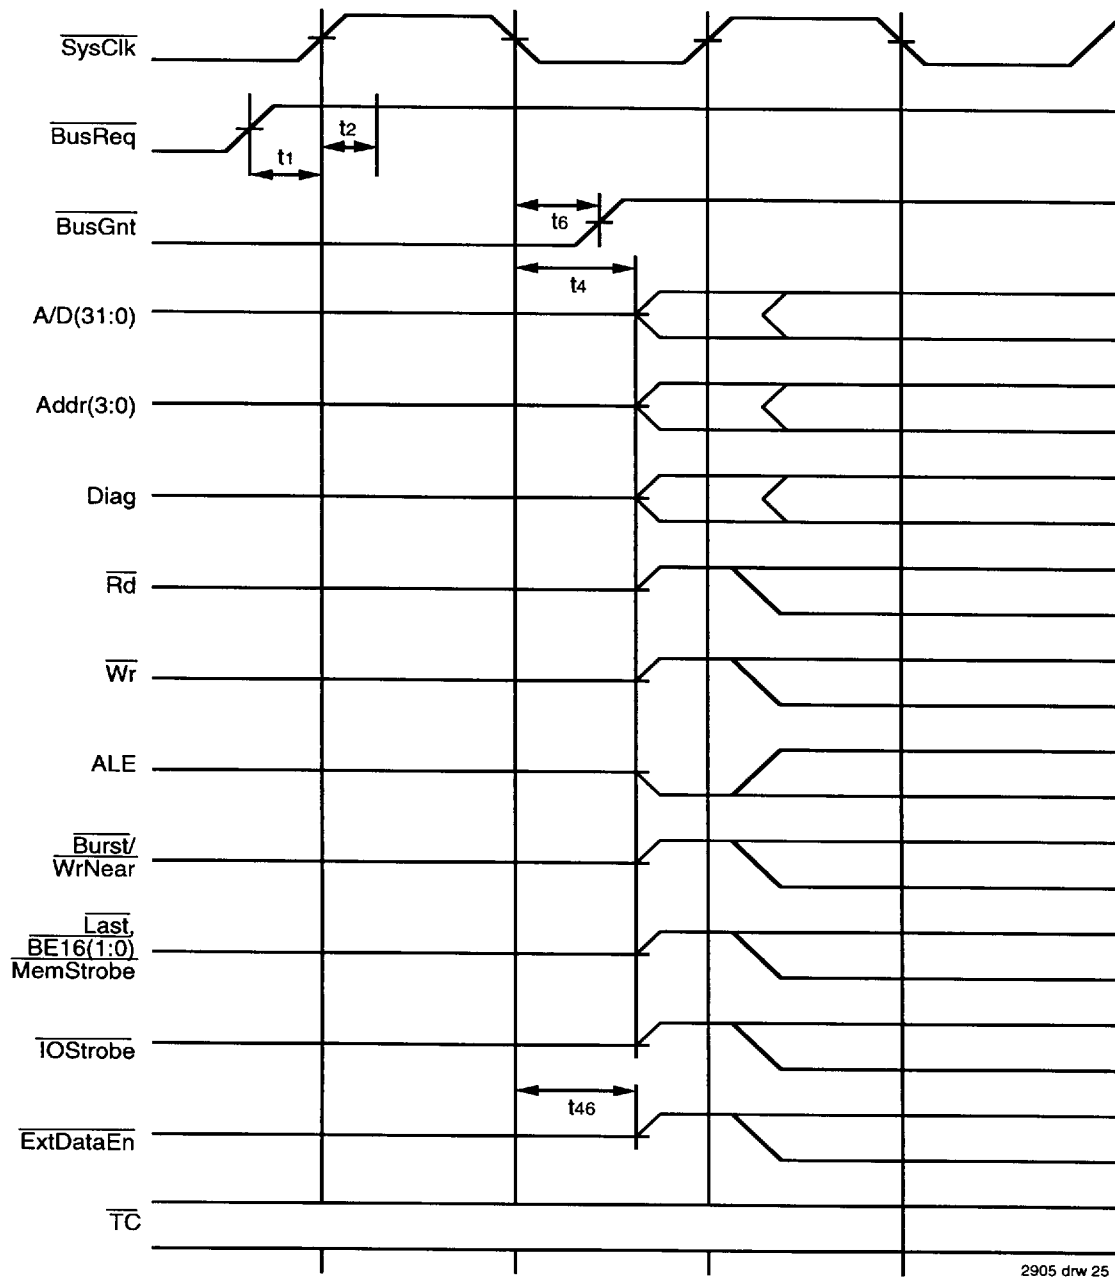 SysClk
BusReq
t2
t1
BusGnt
t6
t4
A/D(31:0)
Addr(3:0)
Diag
Rd
Wr
ALE
Burst/
WrNear
Last,
BE16(1:0)
MemStrobe
IOStrobe
t46
ExtDataEn
TC
2905 drw 25